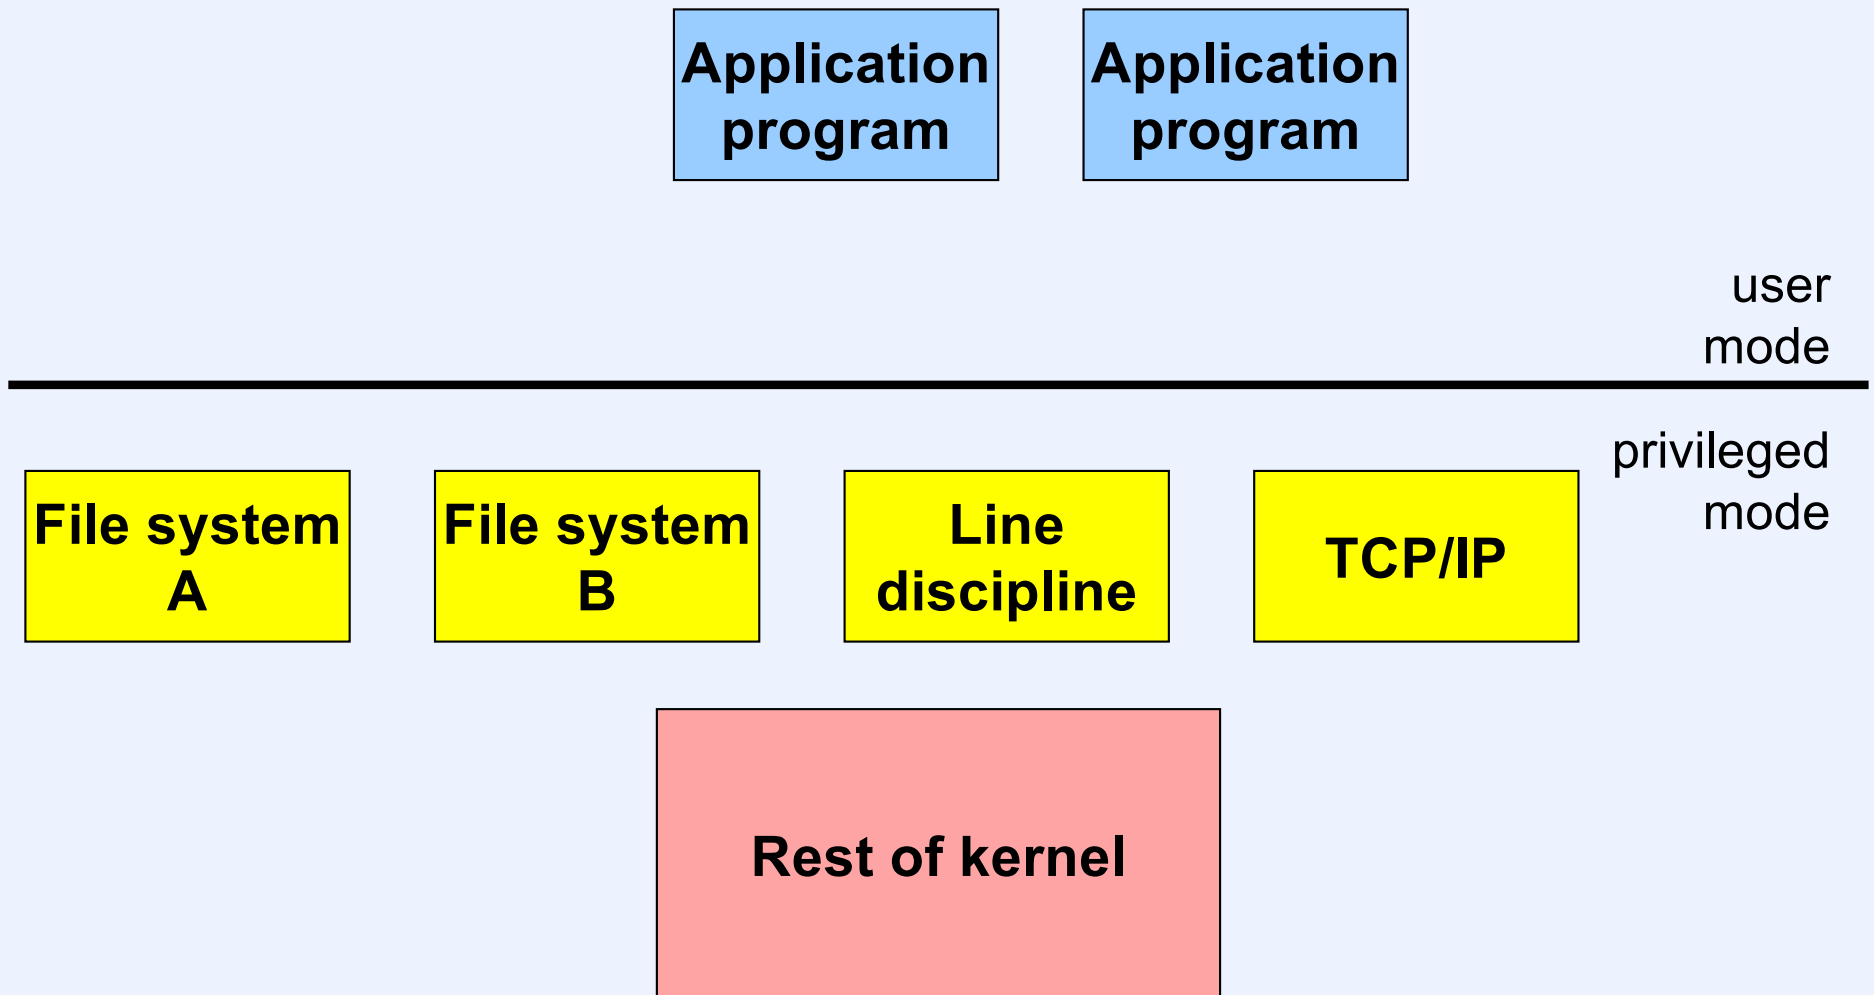 Application
program
Application
program
user
mode
privileged
mode
File system
A
File system
B
Line
discipline
TCP/IP
Rest of kernel